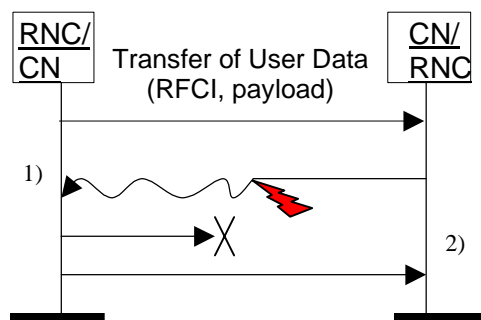 RNC/
CN
Transfer of User Data
(RFCI, payload)
CN/
RNC
1)
2)